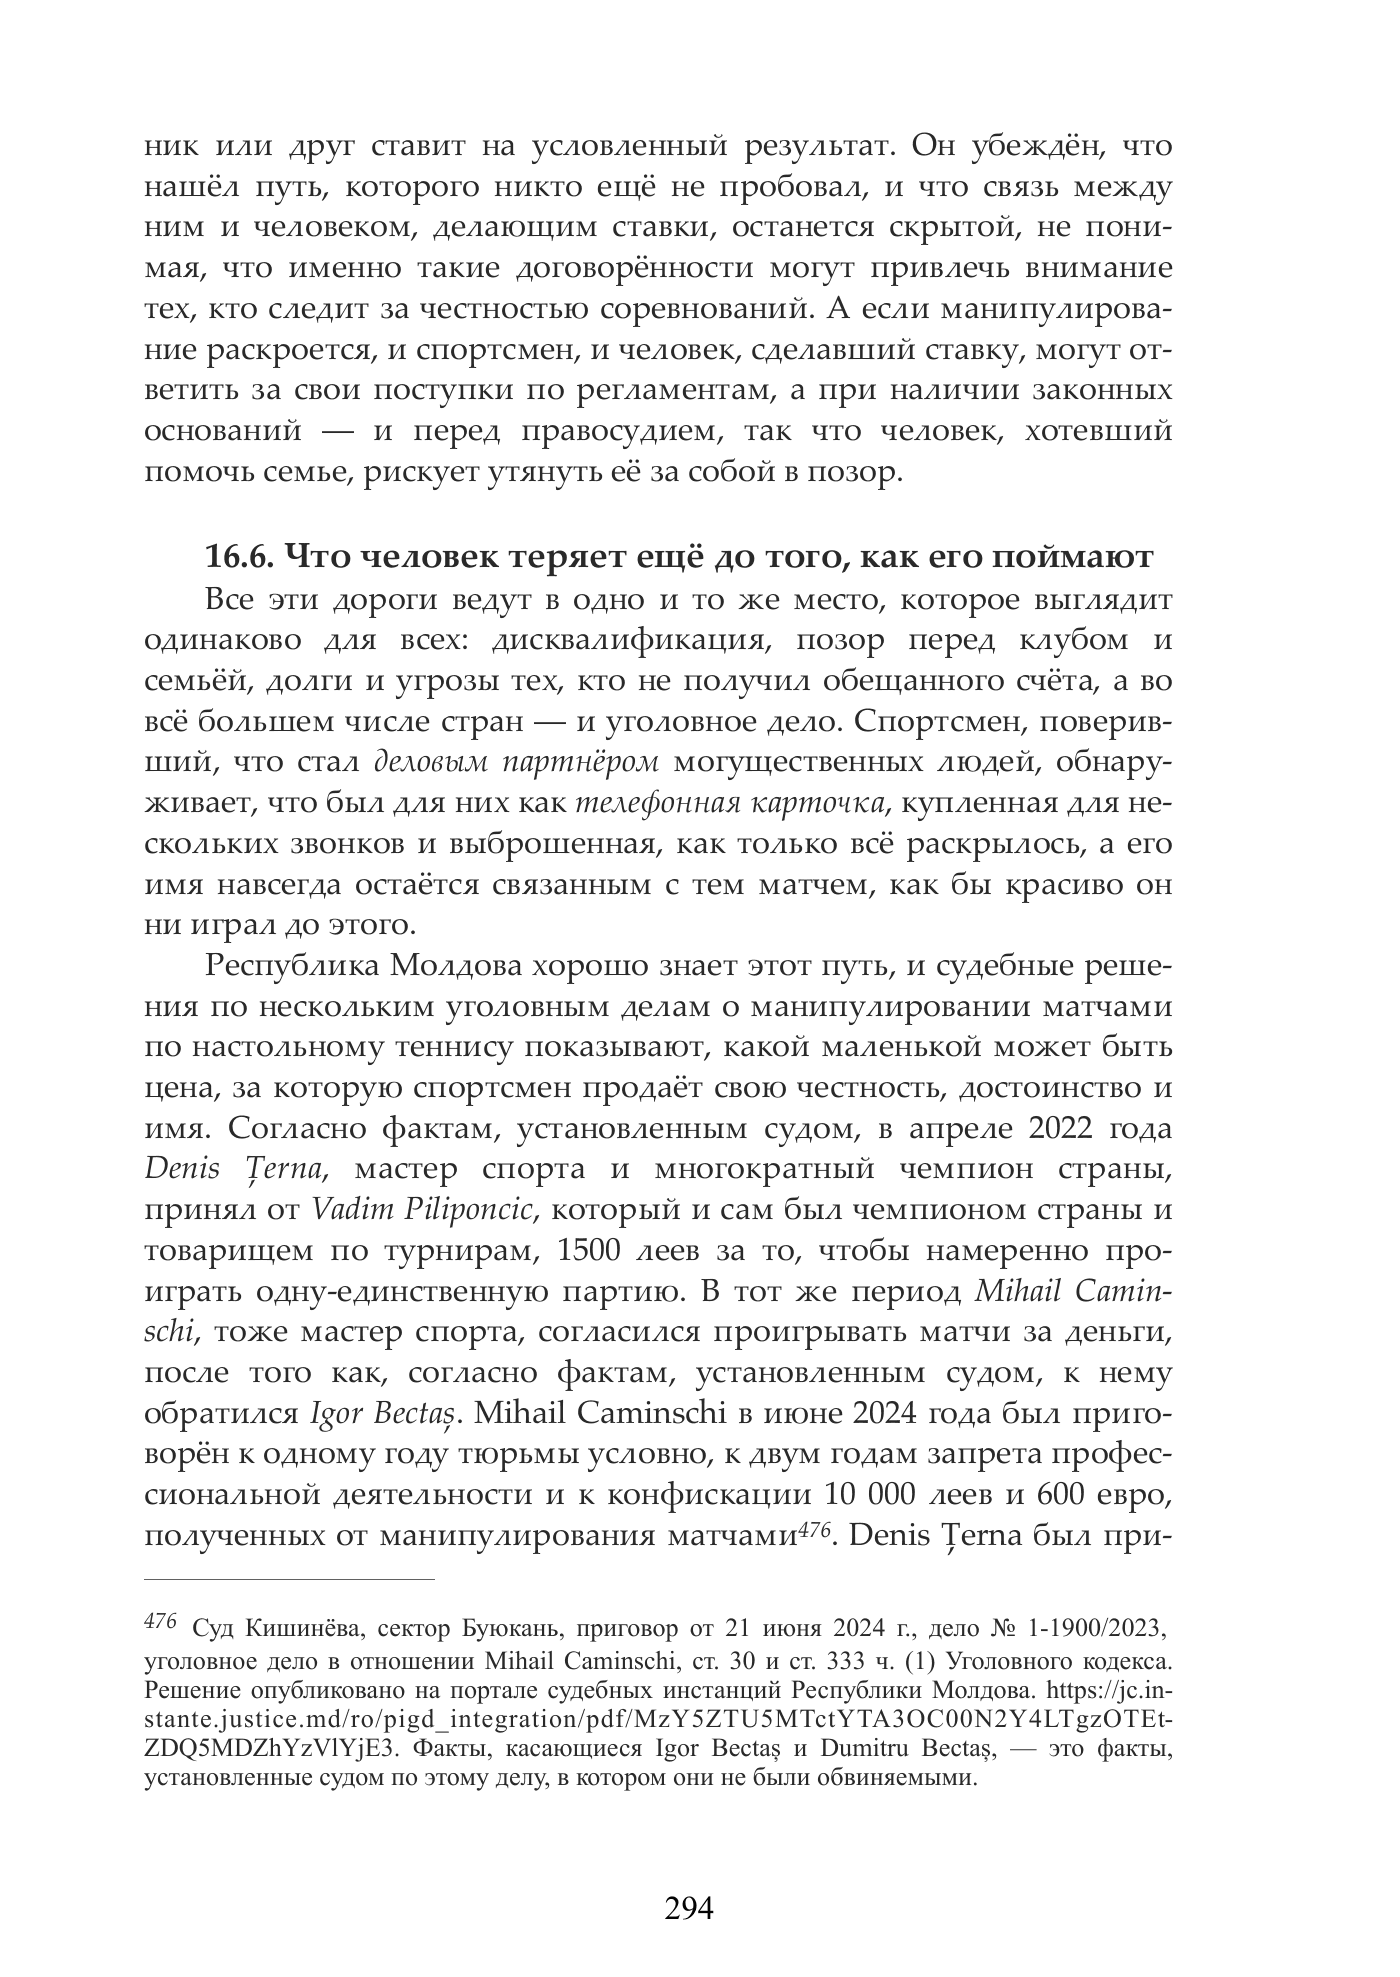 ник или друг ставит на условленный результат. Он убеждён, что
нашёл путь, которого никто ещё не пробовал, и что связь между
ним и человеком, делающим ставки, останется скрытой, не пони-
мая, что именно такие договорённости могут привлечь внимание
тех, кто следит за честностью соревнований. А если манипулирова-
ние раскроется, и спортсмен, и человек, сделавший ставку, могут от-
ветить за свои поступки по регламентам, а при наличии законных
оснований — и перед правосудием, так что человек, хотевший
помочь семье, рискует утянуть её за собой в позор.
16.6. Что человек теряет ещё до того, как его поймают
Все эти дороги ведут в одно и то же место, которое выглядит
одинаково для всех: дисквалификация, позор перед клубом и
семьёй, долги и угрозы тех, кто не получил обещанного счёта, а во
всё большем числе стран — и уголовное дело. Спортсмен, поверив-
ший, что стал деловым партнёром могущественных людей, обнару-
живает, что был для них как телефонная карточка, купленная для не-
скольких звонков и выброшенная, как только всё раскрылось, а его
имя навсегда остаётся связанным с тем матчем, как бы красиво он
ни играл до этого.
Республика Молдова хорошо знает этот путь, и судебные реше-
ния по нескольким уголовным делам о манипулировании матчами
по настольному теннису показывают, какой маленькой может быть
цена, за которую спортсмен продаёт свою честность, достоинство и
имя. Согласно фактам, установленным судом, в апреле 2022 года
Denis Țerna, мастер спорта и многократный чемпион страны,
принял от Vadim Piliponcic, который и сам был чемпионом страны и
товарищем по турнирам, 1500 леев за то, чтобы намеренно про-
играть одну-единственную партию. В тот же период Mihail Camin-
schi, тоже мастер спорта, согласился проигрывать матчи за деньги,
после того как, согласно фактам, установленным судом, к нему
обратился Igor Bectaș. Mihail Caminschi в июне 2024 года был приго-
ворён к одному году тюрьмы условно, к двум годам запрета профес-
сиональной деятельности и к конфискации 10 000 леев и 600 евро,
полученных от манипулирования матчами476. Denis Țerna был при-
476 Суд Кишинёва, сектор Буюкань, приговор от 21 июня 2024 г., дело № 1-1900/2023,
уголовное дело в отношении Mihail Caminschi, ст. 30 и ст. 333 ч. (1) Уголовного кодекса.
Решение опубликовано на портале судебных инстанций Республики Молдова. https://jc.in-
stante.justice.md/ro/pigd_integration/pdf/MzY5ZTU5MTctYTA3OC00N2Y4LTgzOTEt-
ZDQ5MDZhYzVlYjE3. Факты, касающиеся Igor Bectaș и Dumitru Bectaș, — это факты,
установленные судом по этому делу, в котором они не были обвиняемыми.
294